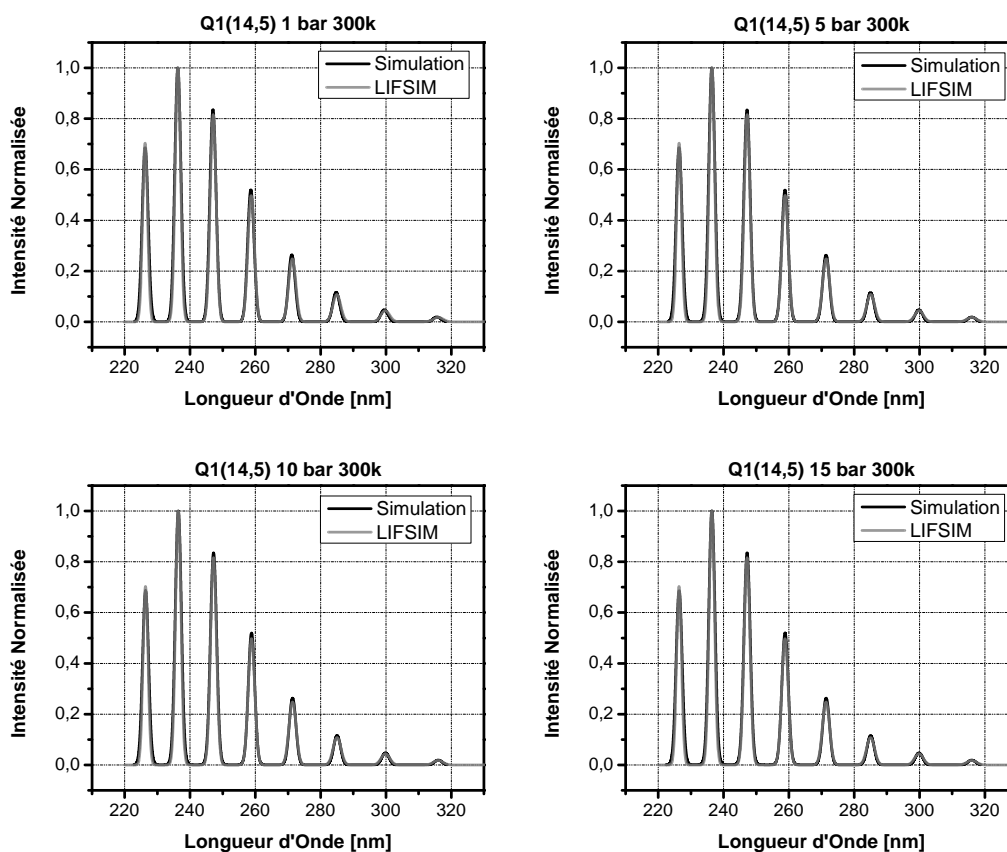 Q1(14,5) 1 bar 300k
Intensité Normalisée
1,0
0,8
0,6
0,4
0,2
0,0
Simulation
LIFSIM
220 240 260 280 300 320
Longueur d'Onde [nm]
Q1(14,5) 5 bar 300k
Intensité Normalisée
1,0
0,8
0,6
0,4
0,2
0,0
Simulation
LIFSIM
220 240 260 280 300 320
Longueur d'Onde [nm]
Q1(14,5) 10 bar 300k
Intensité Normalisée
1,0
0,8
0,6
0,4
0,2
0,0
Simulation
LIFSIM
220 240 260 280 300 320
Longueur d'Onde [nm]
Q1(14,5) 15 bar 300k
Intensité Normalisée
1,0
0,8
0,6
0,4
0,2
0,0
Simulation
LIFSIM
220 240 260 280 300 320
Longueur d'Onde [nm]